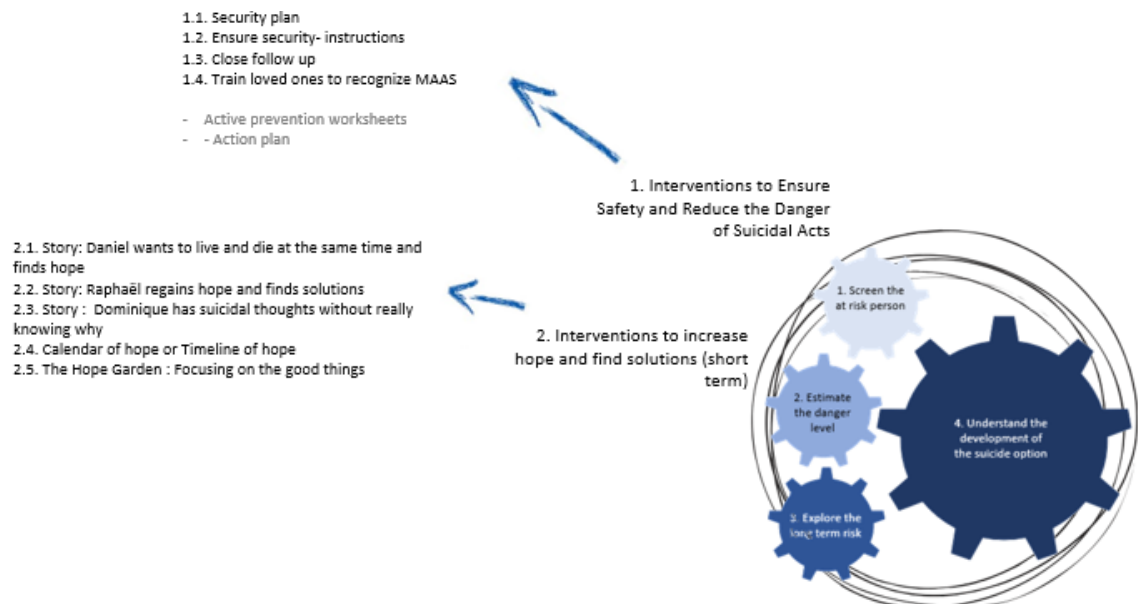 1.1. Security plan
1.2. Ensure security- instructions
1.3. Close follow up
1.4. Train loved ones to recognize MAAS
- Active prevention worksheets
- - Action plan
1. Interventions to Ensure
Safety and Reduce the Danger
of Suicidal Acts
2.1. Story: Daniel wants to live and die at the same time and
finds hope
2.2. Story: Raphaël regains hope and finds solutions
2.3. Story : Dominique has suicidal thoughts without really
knowing why
2.4. Calendar of hope or Timeline of hope
2.5. The Hope Garden : Focusing on the good things
2. Interventions to increase
hope and find solutions (short
term)
1. Screen the
at risk person
2. Estimate
the danger
level
3. Explore the
long term risk
4. Understand the
development of
the suicide option